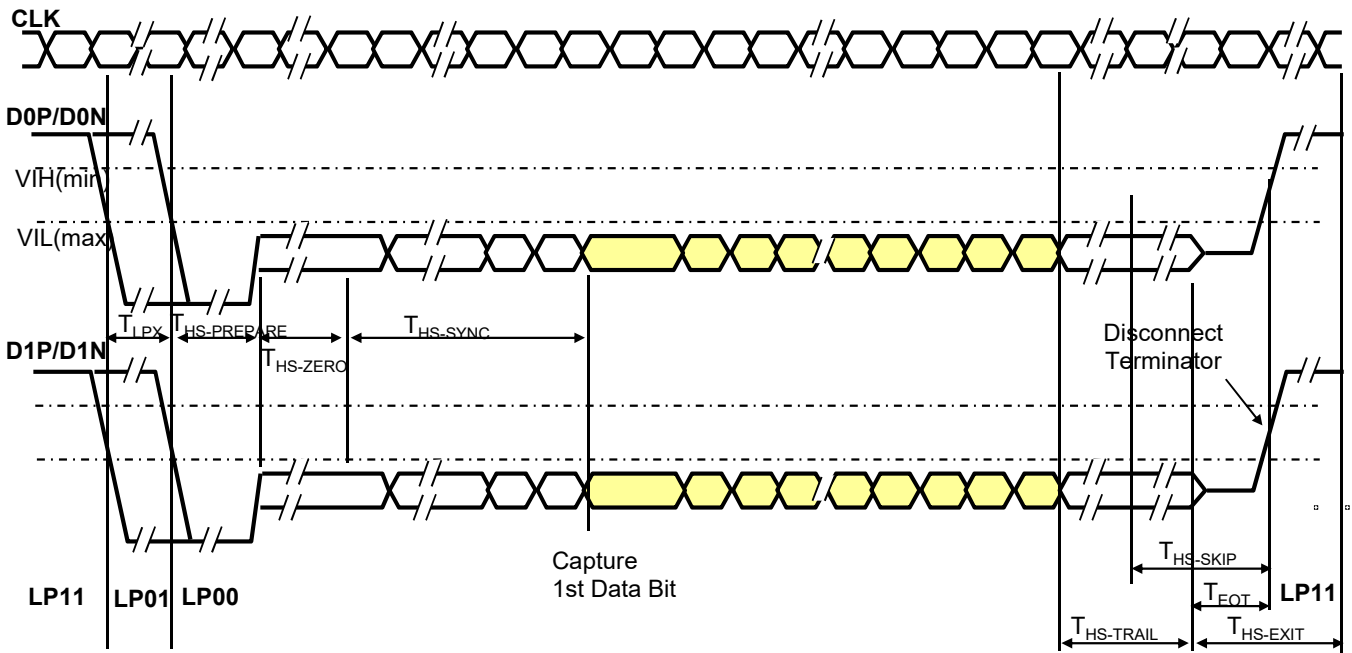 CLK
D0P/D0N
VIH(min)
VIL(max)
TLPX
THS-PREPARE
THS-SYNC
THS-ZERO
Disconnect
Terminator
D1P/D1N
Capture
1st Data Bit
THS-SKIP
LP11
LP01
LP00
TEOT
LP11
THS-TRAIL
THS-EXIT